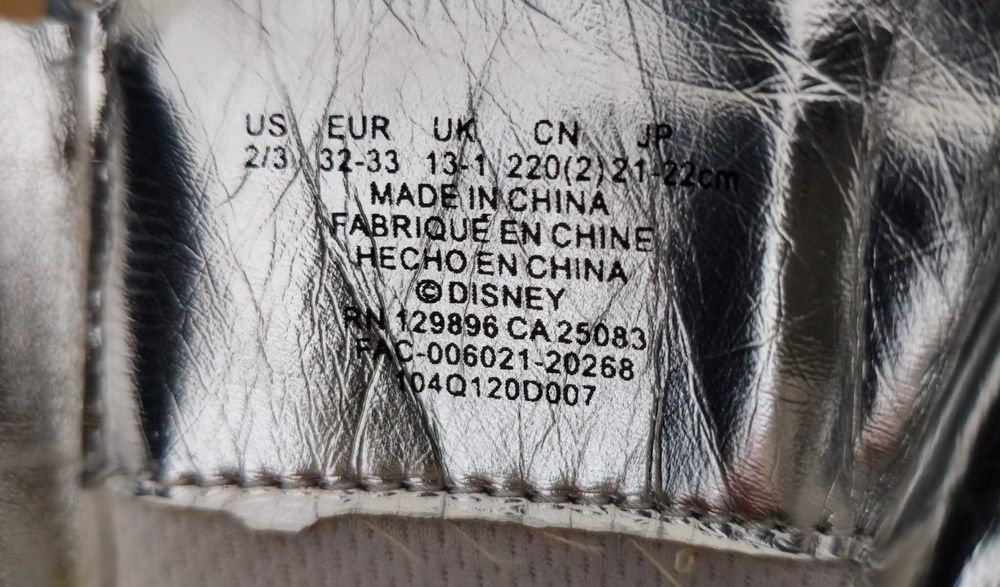 US EUR UK CN JP
2/3 32-33 13-1 220(2) 21-22cm
MADE IN CHINA
FABRIQUÉ EN CHINE
HECHO EN CHINA
©DISNEY
RN 129896 CA 25083
FAC-006021-20268
104Q120D007